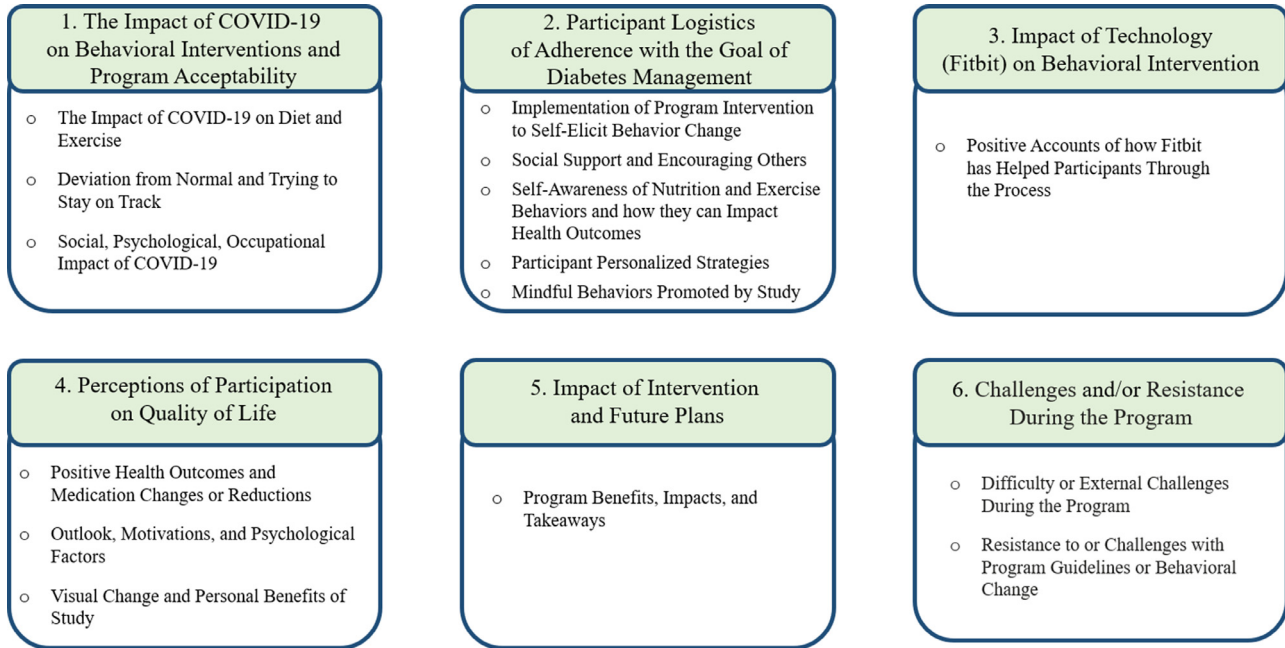 1. The Impact of COVID-19
on Behavioral Interventions and
Program Acceptability
o The Impact of COVID-19 on Diet and
Exercise
o Deviation from Normal and Trying to
Stay on Track
o Social, Psychological, Occupational
Impact of COVID-19
2. Participant Logistics
of Adherence with the Goal of
Diabetes Management
o Implementation of Program Intervention
to Self-Elicit Behavior Change
o Social Support and Encouraging Others
o Self-Awareness of Nutrition and Exercise
Behaviors and how they can Impact
Health Outcomes
o Participant Personalized Strategies
o Mindful Behaviors Promoted by Study
3. Impact of Technology
(Fitbit) on Behavioral Intervention
o Positive Accounts of how Fitbit
has Helped Participants Through
the Process
4. Perceptions of Participation
on Quality of Life
o Positive Health Outcomes and
Medication Changes or Reductions
o Outlook, Motivations, and Psychological
Factors
o Visual Change and Personal Benefits of
Study
5. Impact of Intervention
and Future Plans
o Program Benefits, Impacts, and
Takeaways
6. Challenges and/or Resistance
During the Program
o Difficulty or External Challenges
During the Program
o Resistance to or Challenges with
Program Guidelines or Behavioral
Change